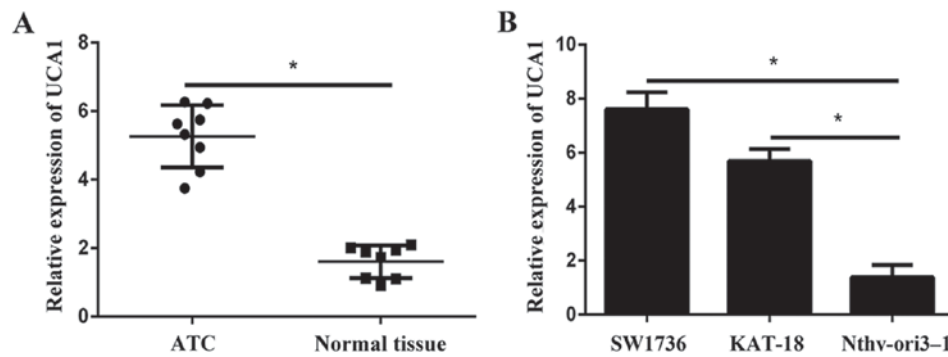 A
Relative expression of UCA1
8
6
4
2
0
*
ATC
Normal tissue
B
Relative expression of UCA1
10
8
6
4
2
0
*
*
SW1736
KAT-18
Nthv-ori3–1